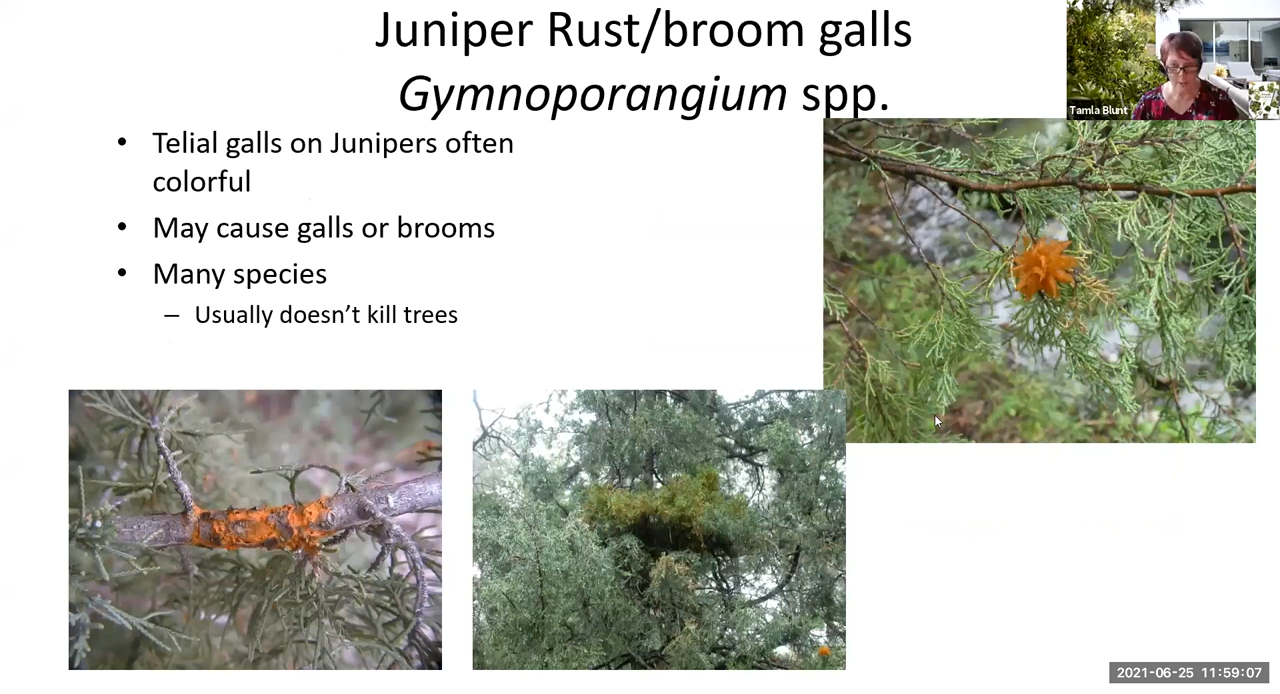 Juniper Rust/broom galls
Gymnoporangium spp.
Tamla Blunt
• Telial galls on Junipers often
colorful
• May cause galls or brooms
• Many species
– Usually doesn’t kill trees
2021-06-25 11:59:07